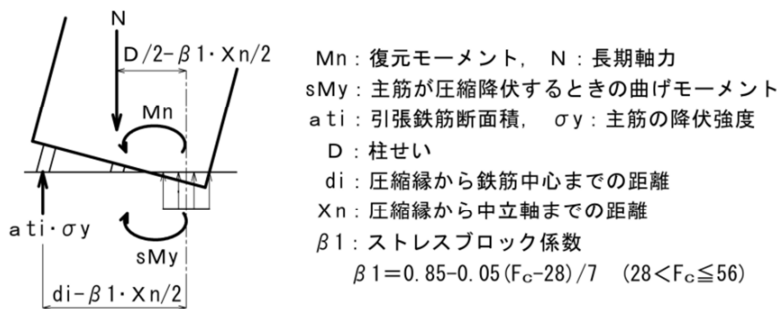 N
D/2-β1・Xn/2
Mn
ati・σy
sMy
di-β1・Xn/2
Mn:復元モーメント, N:長期軸力
sMy:主筋が圧縮降伏するときの曲げモーメント
ati:引張鉄筋断面積, σy:主筋の降伏強度
D:柱せい
di:圧縮縁から鉄筋中心までの距離
Xn:圧縮縁から中立軸までの距離
β1:ストレスブロック係数
β1=0.85-0.05(Fc-28)/7 (28<Fc≦56)